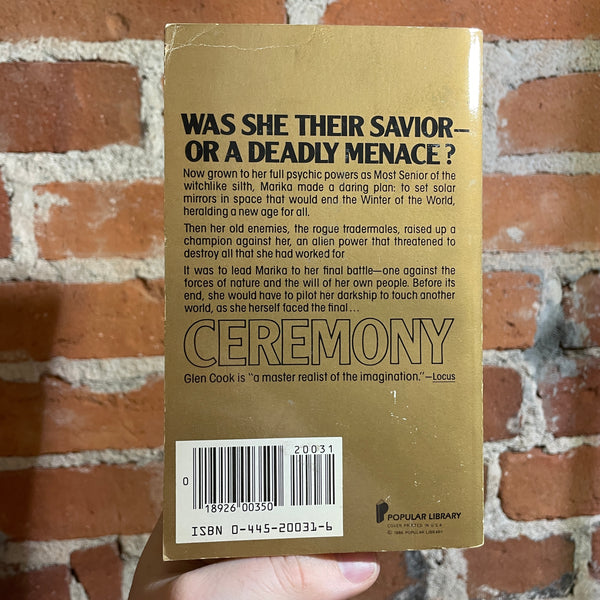 WAS SHE THEIR SAVIOR—
OR A DEADLY MENACE?
Now grown to her full psychic powers as Most Senior of the
witchlike silth, Marika made a daring plan: to set solar
mirrors in space that would end the Winter of the World,
heralding a new age for all.
Then her old enemies, the rogue tradermales, raised up a
champion against her, an alien power that threatened to
destroy all that she had worked for
It was to lead Marika to her final battle—one against the
forces of nature and the will of her own people. Before its
end, she would have to pilot her darkship to touch another
world, as she herself faced the final...
CEREMONY
Glen Cook is "a master realist of the imagination."—Locus
20031
0
18926 00350
ISBN 0-445-20031-6
POPULAR LIBRARY
COVER PRINTED IN U.S.A.
© 1986 POPULAR LIBRARY